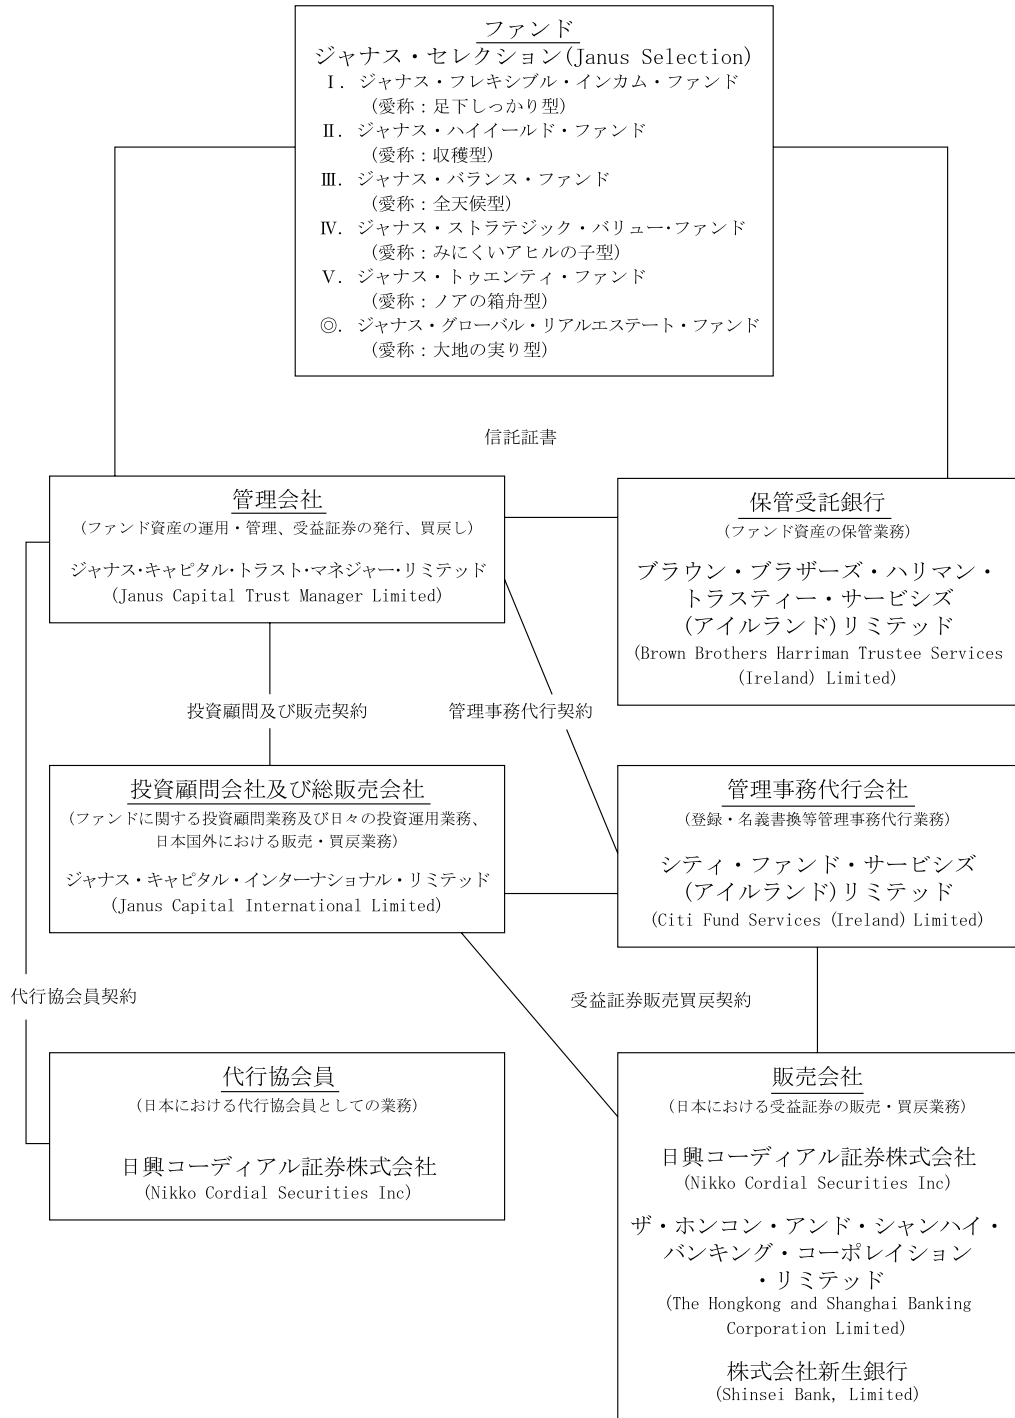 ファンド
ジャナス・セレクション(Janus Selection)
Ⅰ. ジャナス・フレキシブル・インカム・ファンド
(愛称：足下しっかり型)
Ⅱ. ジャナス・ハイイールド・ファンド
(愛称：収穫型)
Ⅲ. ジャナス・バランス・ファンド
(愛称：全天候型)
Ⅳ. ジャナス・ストラテジック・バリュー・ファンド
(愛称：みにくいアヒルの子型)
Ⅴ. ジャナス・トゥエンティ・ファンド
(愛称：ノアの箱舟型)
◎. ジャナス・グローバル・リアルエステート・ファンド
(愛称：大地の実り型)
信託証書
管理会社
(ファンド資産の運用・管理、受益証券の発行、買戻し)
ジャナス・キャピタル・トラスト・マネジャー・リミテッド
(Janus Capital Trust Manager Limited)
保管受託銀行
(ファンド資産の保管業務)
ブラウン・ブラザーズ・ハリマン・
トラスティー・サービシズ
(アイルランド)リミテッド
(Brown Brothers Harriman Trustee Services
(Ireland) Limited)
投資顧問及び販売契約
管理事務代行契約
投資顧問会社及び総販売会社
(ファンドに関する投資顧問業務及び日々の投資運用業務、
日本国外における販売・買戻業務)
ジャナス・キャピタル・インターナショナル・リミテッド
(Janus Capital International Limited)
管理事務代行会社
(登録・名義書換等管理事務代行業務)
シティ・ファンド・サービシズ
(アイルランド)リミテッド
(Citi Fund Services (Ireland) Limited)
代行協会員契約
受益証券販売買戻契約
代行協会員
(日本における代行協会員としての業務)
日興コーディアル証券株式会社
(Nikko Cordial Securities Inc)
販売会社
(日本における受益証券の販売・買戻業務)
日興コーディアル証券株式会社
(Nikko Cordial Securities Inc)
ザ・ホンコン・アンド・シャンハイ・
バンキング・コーポレイション
・リミテッド
(The Hongkong and Shanghai Banking
Corporation Limited)
株式会社新生銀行
(Shinsei Bank, Limited)